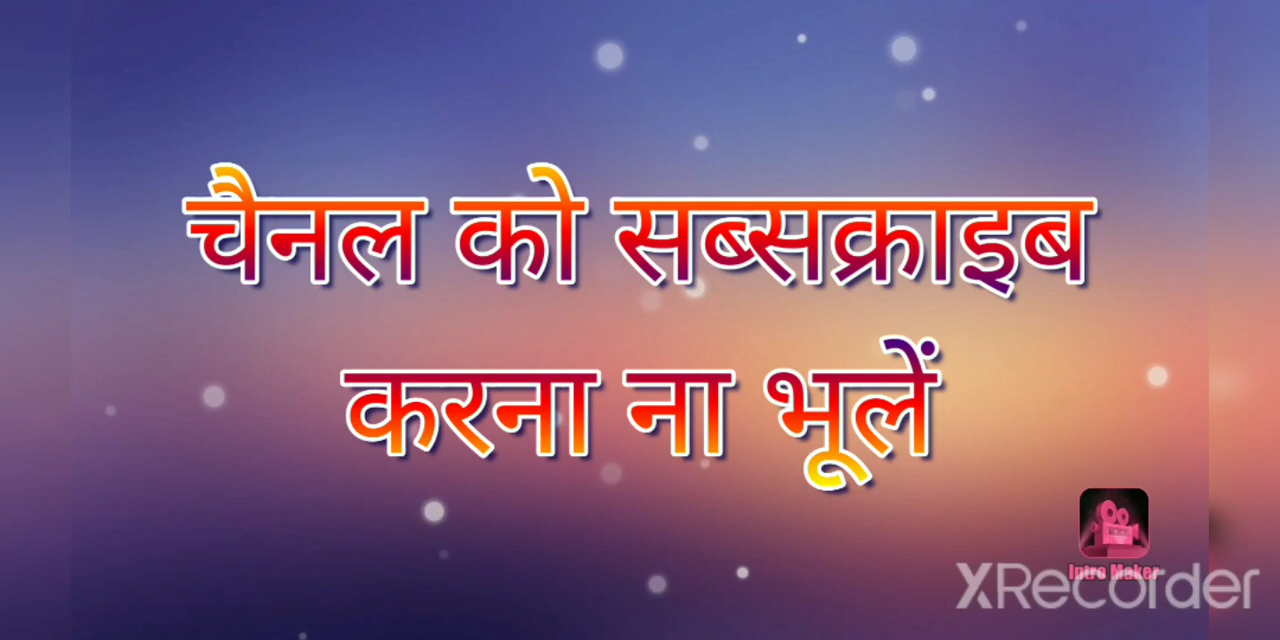 चैनल को सब्सक्राइब
करना ना भूलें
Intro Maker
XRecorder